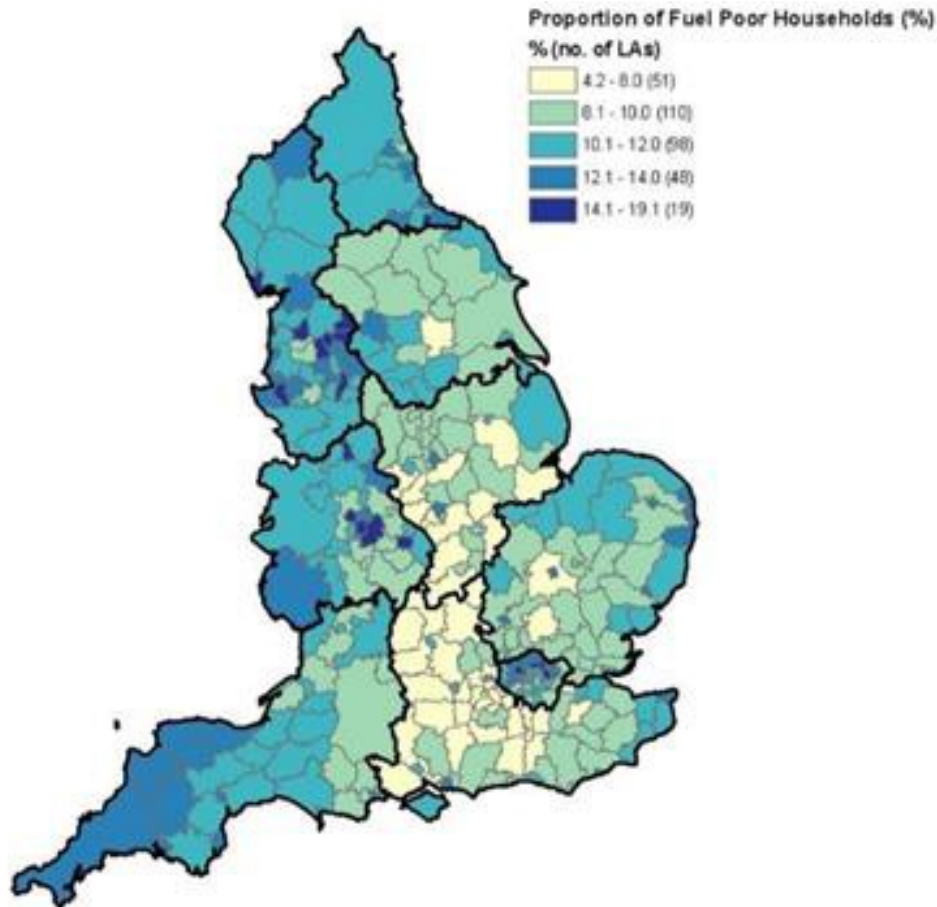 Proportion of Fuel Poor Households (%)
% (no. of LAs)
4.2 - 8.0 (51)
8.1 - 10.0 (110)
10.1 - 12.0 (98)
12.1 - 14.0 (48)
14.1 - 19.1 (19)